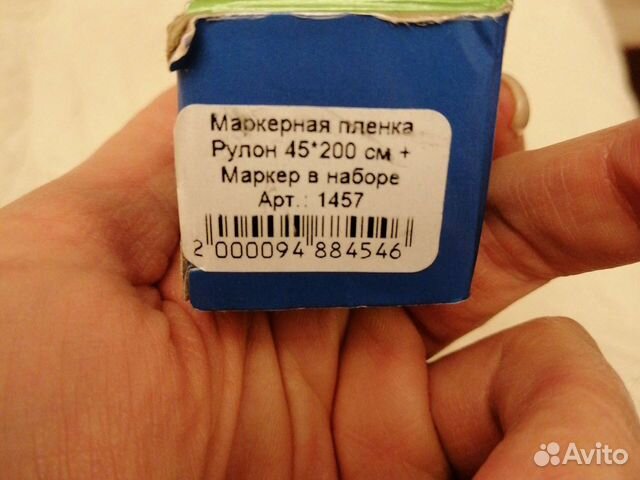 Маркерная пленка
Рулон 45*200 см +
Маркер в наборе
Арт.: 1457
2 000094 884546
Avito